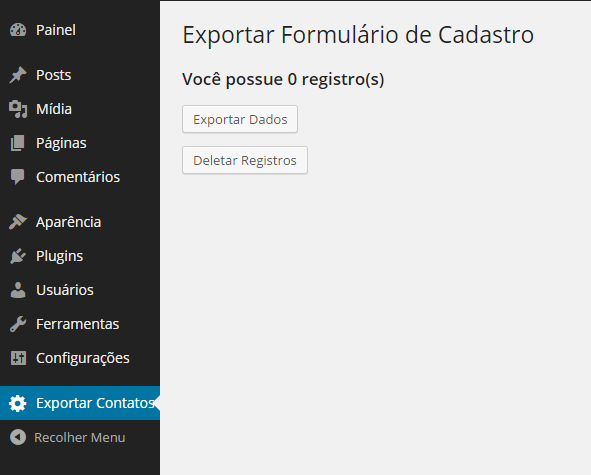 Painel
Posts
Mídia
Páginas
Comentários
Aparência
Plugins
Usuários
Ferramentas
Configurações
Exportar Contatos
Recolher Menu
Exportar Formulário de Cadastro
Você possue 0 registro(s)
Exportar Dados
Deletar Registros